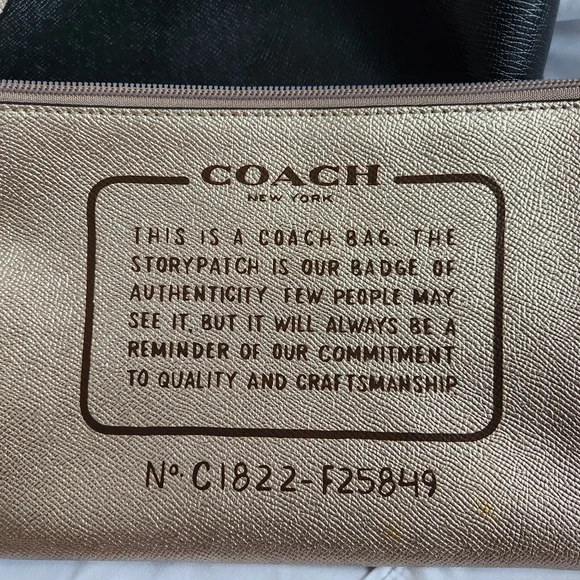 COACH
NEW YORK
THIS IS A COACH BAG. THE
STORYPATCH IS OUR BADGE OF
AUTHENTICITY. FEW PEOPLE MAY
SEE IT, BUT IT WILL ALWAYS BE A
REMINDER OF OUR COMMITMENT
TO QUALITY AND CRAFTSMANSHIP.
No. C1822-F25849